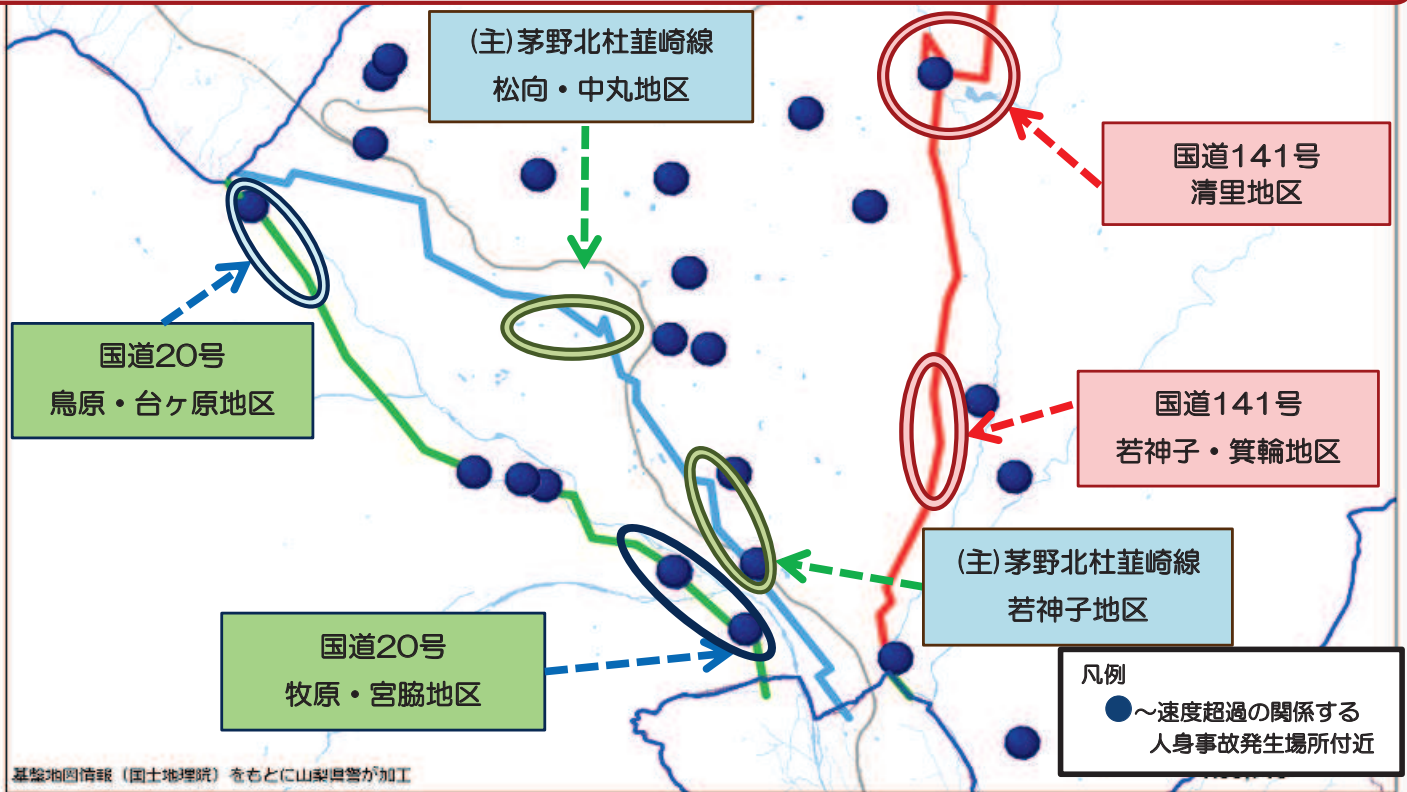 (主)茅野北杜韮崎線
松向・中丸地区
国道141号
清里地区
国道20号
鳥原・台ヶ原地区
国道141号
若神子・箕輪地区
(主)茅野北杜韮崎線
若神子地区
国道20号
牧原・宮脇地区
凡例
～速度超過の関係する
人身事故発生場所付近
基盤地図情報（国土地理院）をもとに山梨県警が加工